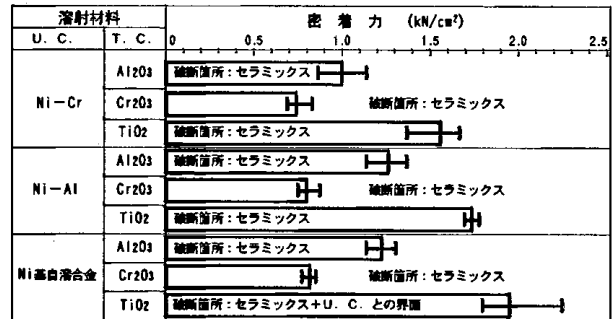 溶射材料 密 着 力 (kN/cm²)
U. C. T. C. 0 0.5 1.0 1.5 2.0 2.5
Ni-Cr
Al2O3 破断箇所：セラミックス
Cr2O3 破断箇所：セラミックス
TiO2 破断箇所：セラミックス
Ni-Al
Al2O3 破断箇所：セラミックス
Cr2O3 破断箇所：セラミックス
TiO2 破断箇所：セラミックス
Ni基自溶合金
Al2O3 破断箇所：セラミックス
Cr2O3 破断箇所：セラミックス
TiO2 破断箇所：セラミックス＋U. C. との界面